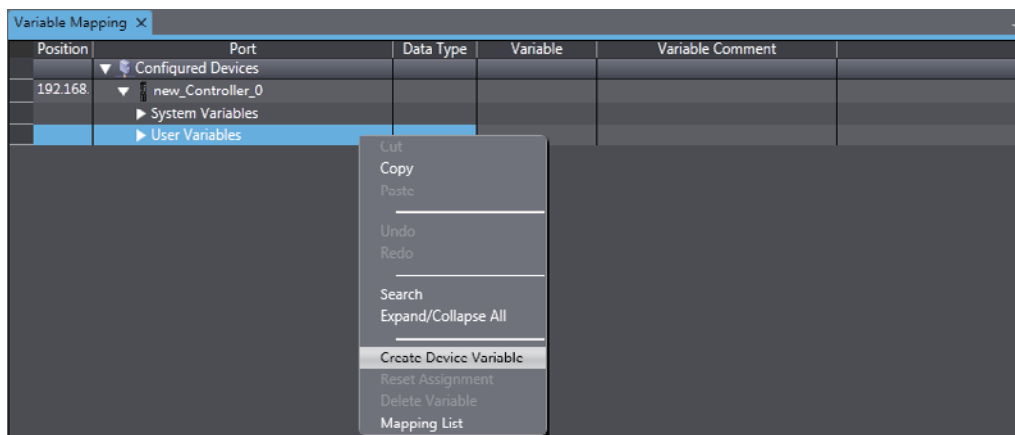 Variable Mapping X
Position Port Data Type Variable Variable Comment
Configured Devices
192.168. new_Controller_0
System Variables
User Variables
Cut
Copy
Paste
Undo
Redo
Search
Expand/Collapse All
Create Device Variable
Reset Assignment
Delete Variable
Mapping List